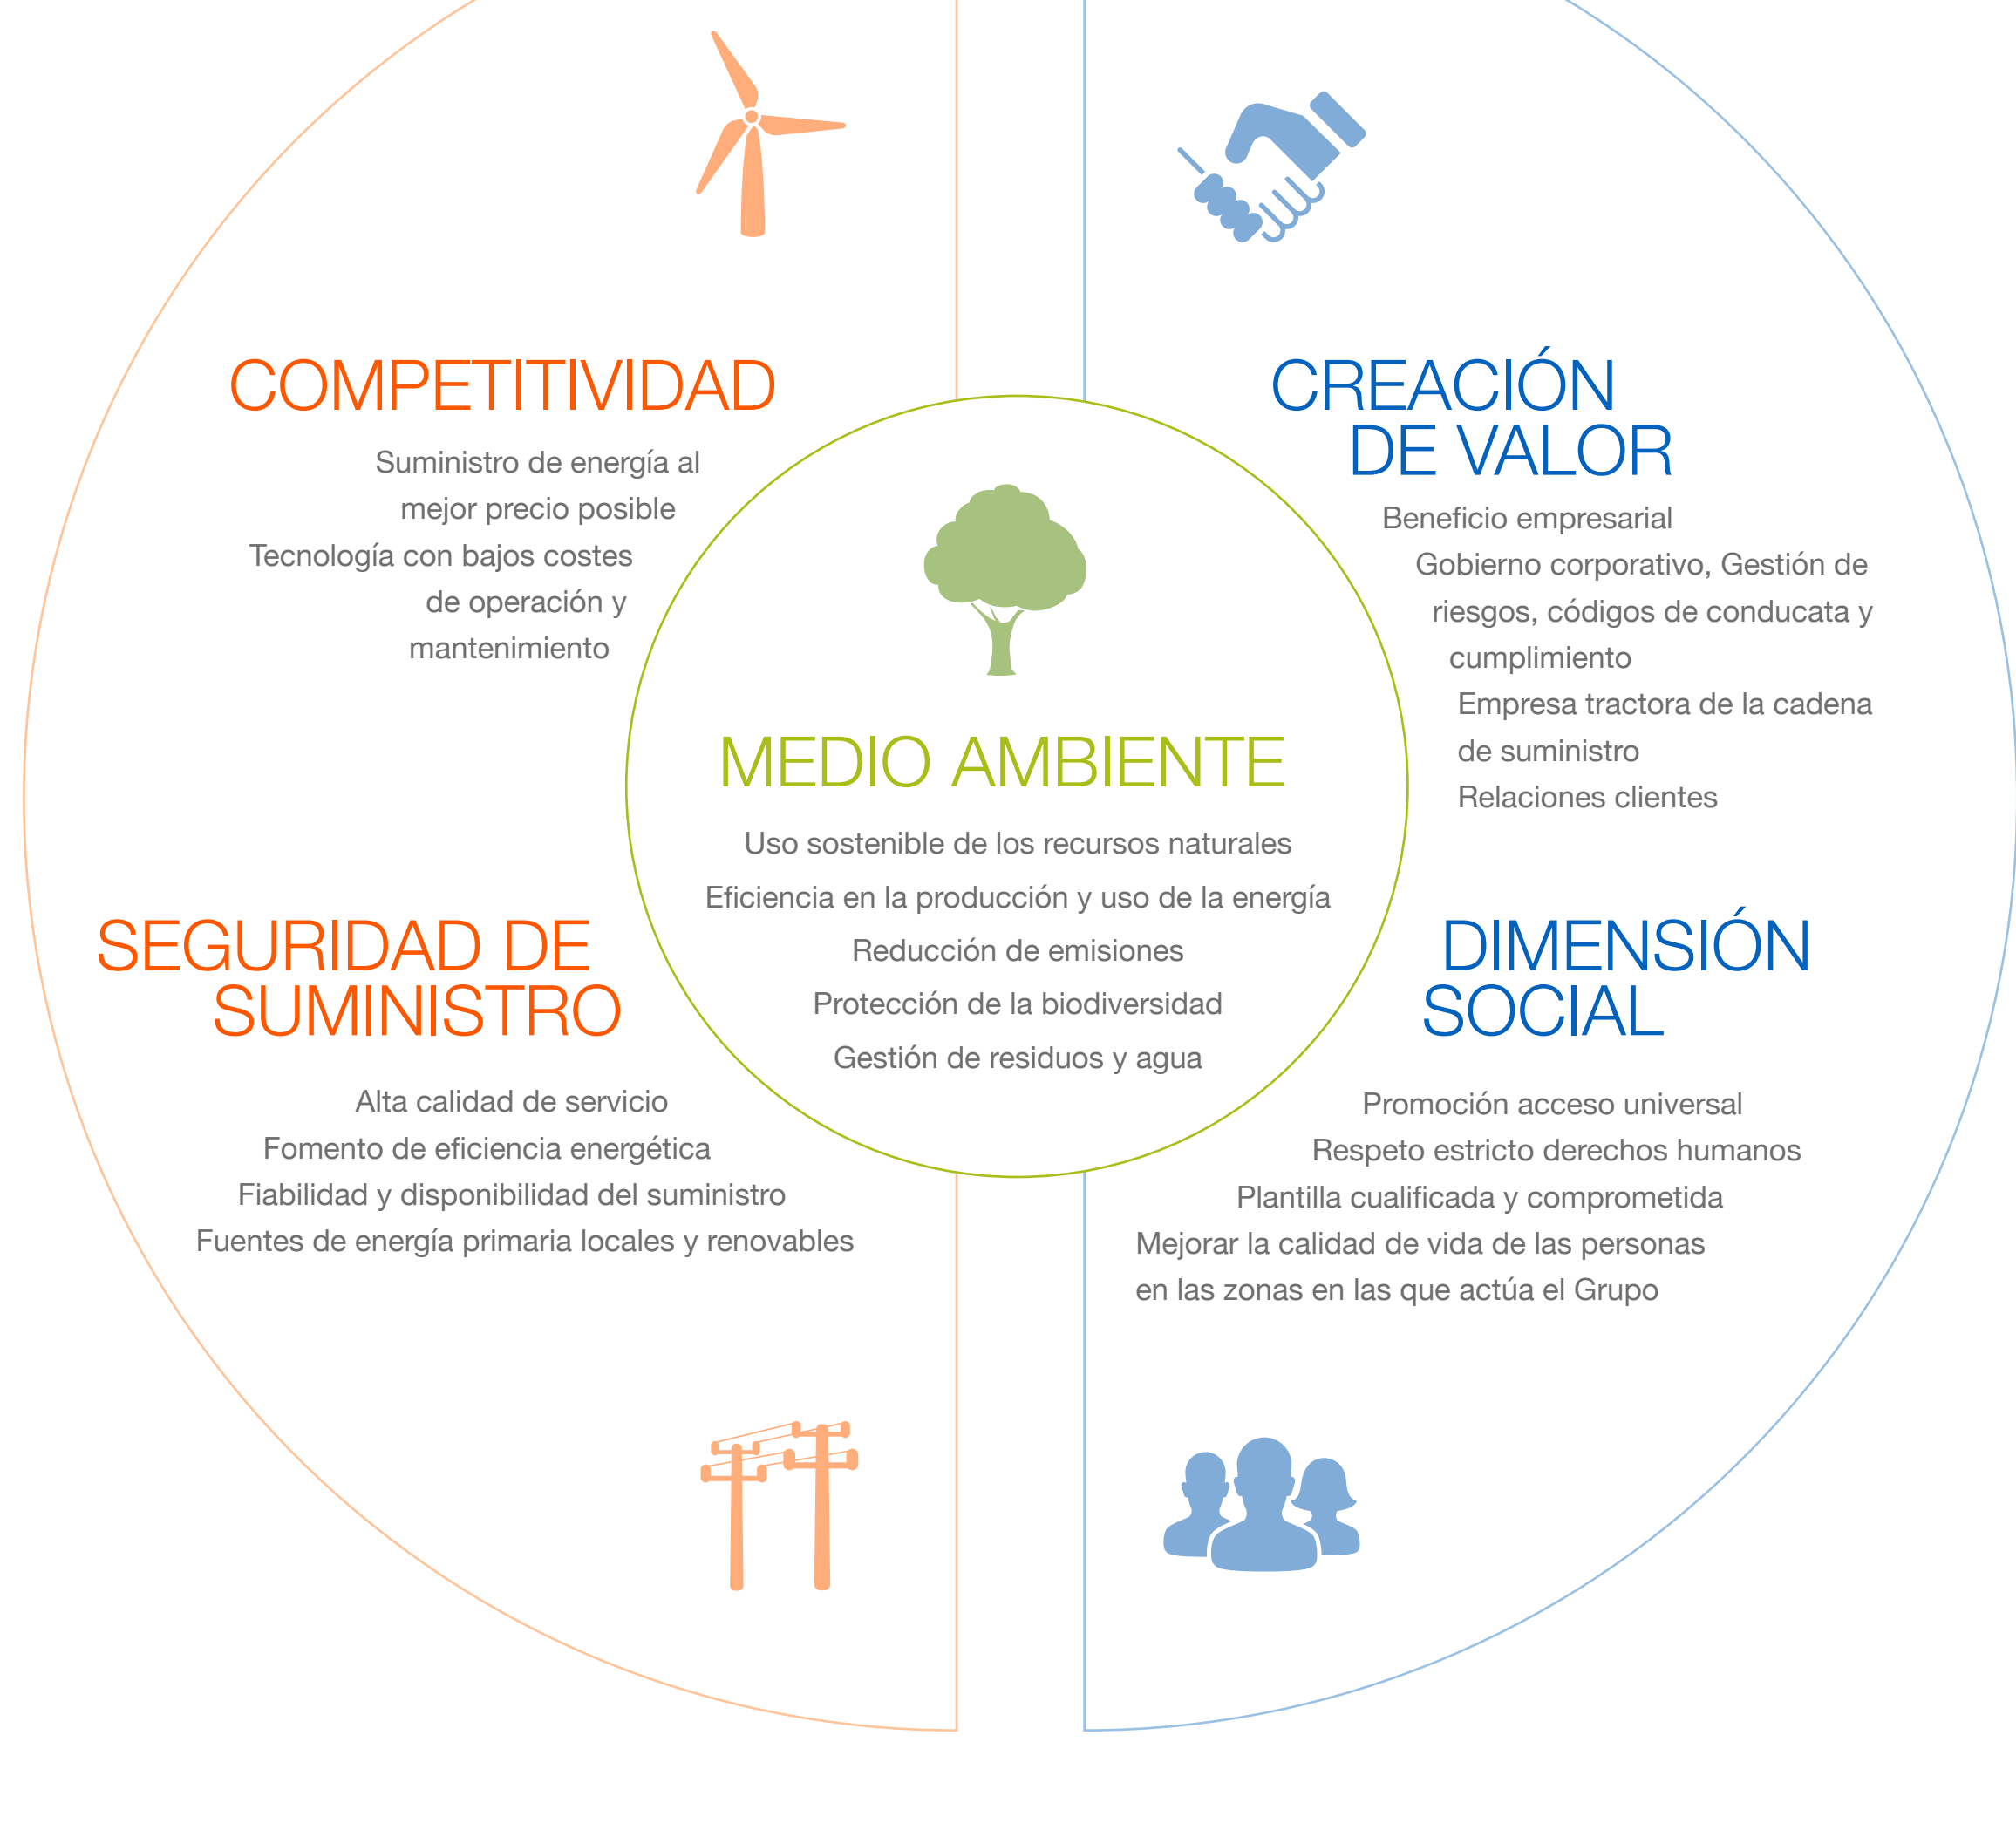 COMPETITIVIDAD
Suministro de energía al
mejor precio posible
Tecnología con bajos costes
de operación y
mantenimiento
CREACIÓN
DE VALOR
Beneficio empresarial
Gobierno corporativo, Gestión de
riesgos, códigos de conducata y
cumplimiento
Empresa tractora de la cadena
de suministro
Relaciones clientes
MEDIO AMBIENTE
Uso sostenible de los recursos naturales
Eficiencia en la producción y uso de la energía
Reducción de emisiones
Protección de la biodiversidad
Gestión de residuos y agua
SEGURIDAD DE
SUMINISTRO
Alta calidad de servicio
Fomento de eficiencia energética
Fiabilidad y disponibilidad del suministro
Fuentes de energía primaria locales y renovables
DIMENSIÓN
SOCIAL
Promoción acceso universal
Respeto estricto derechos humanos
Plantilla cualificada y comprometida
Mejorar la calidad de vida de las personas
en las zonas en las que actúa el Grupo